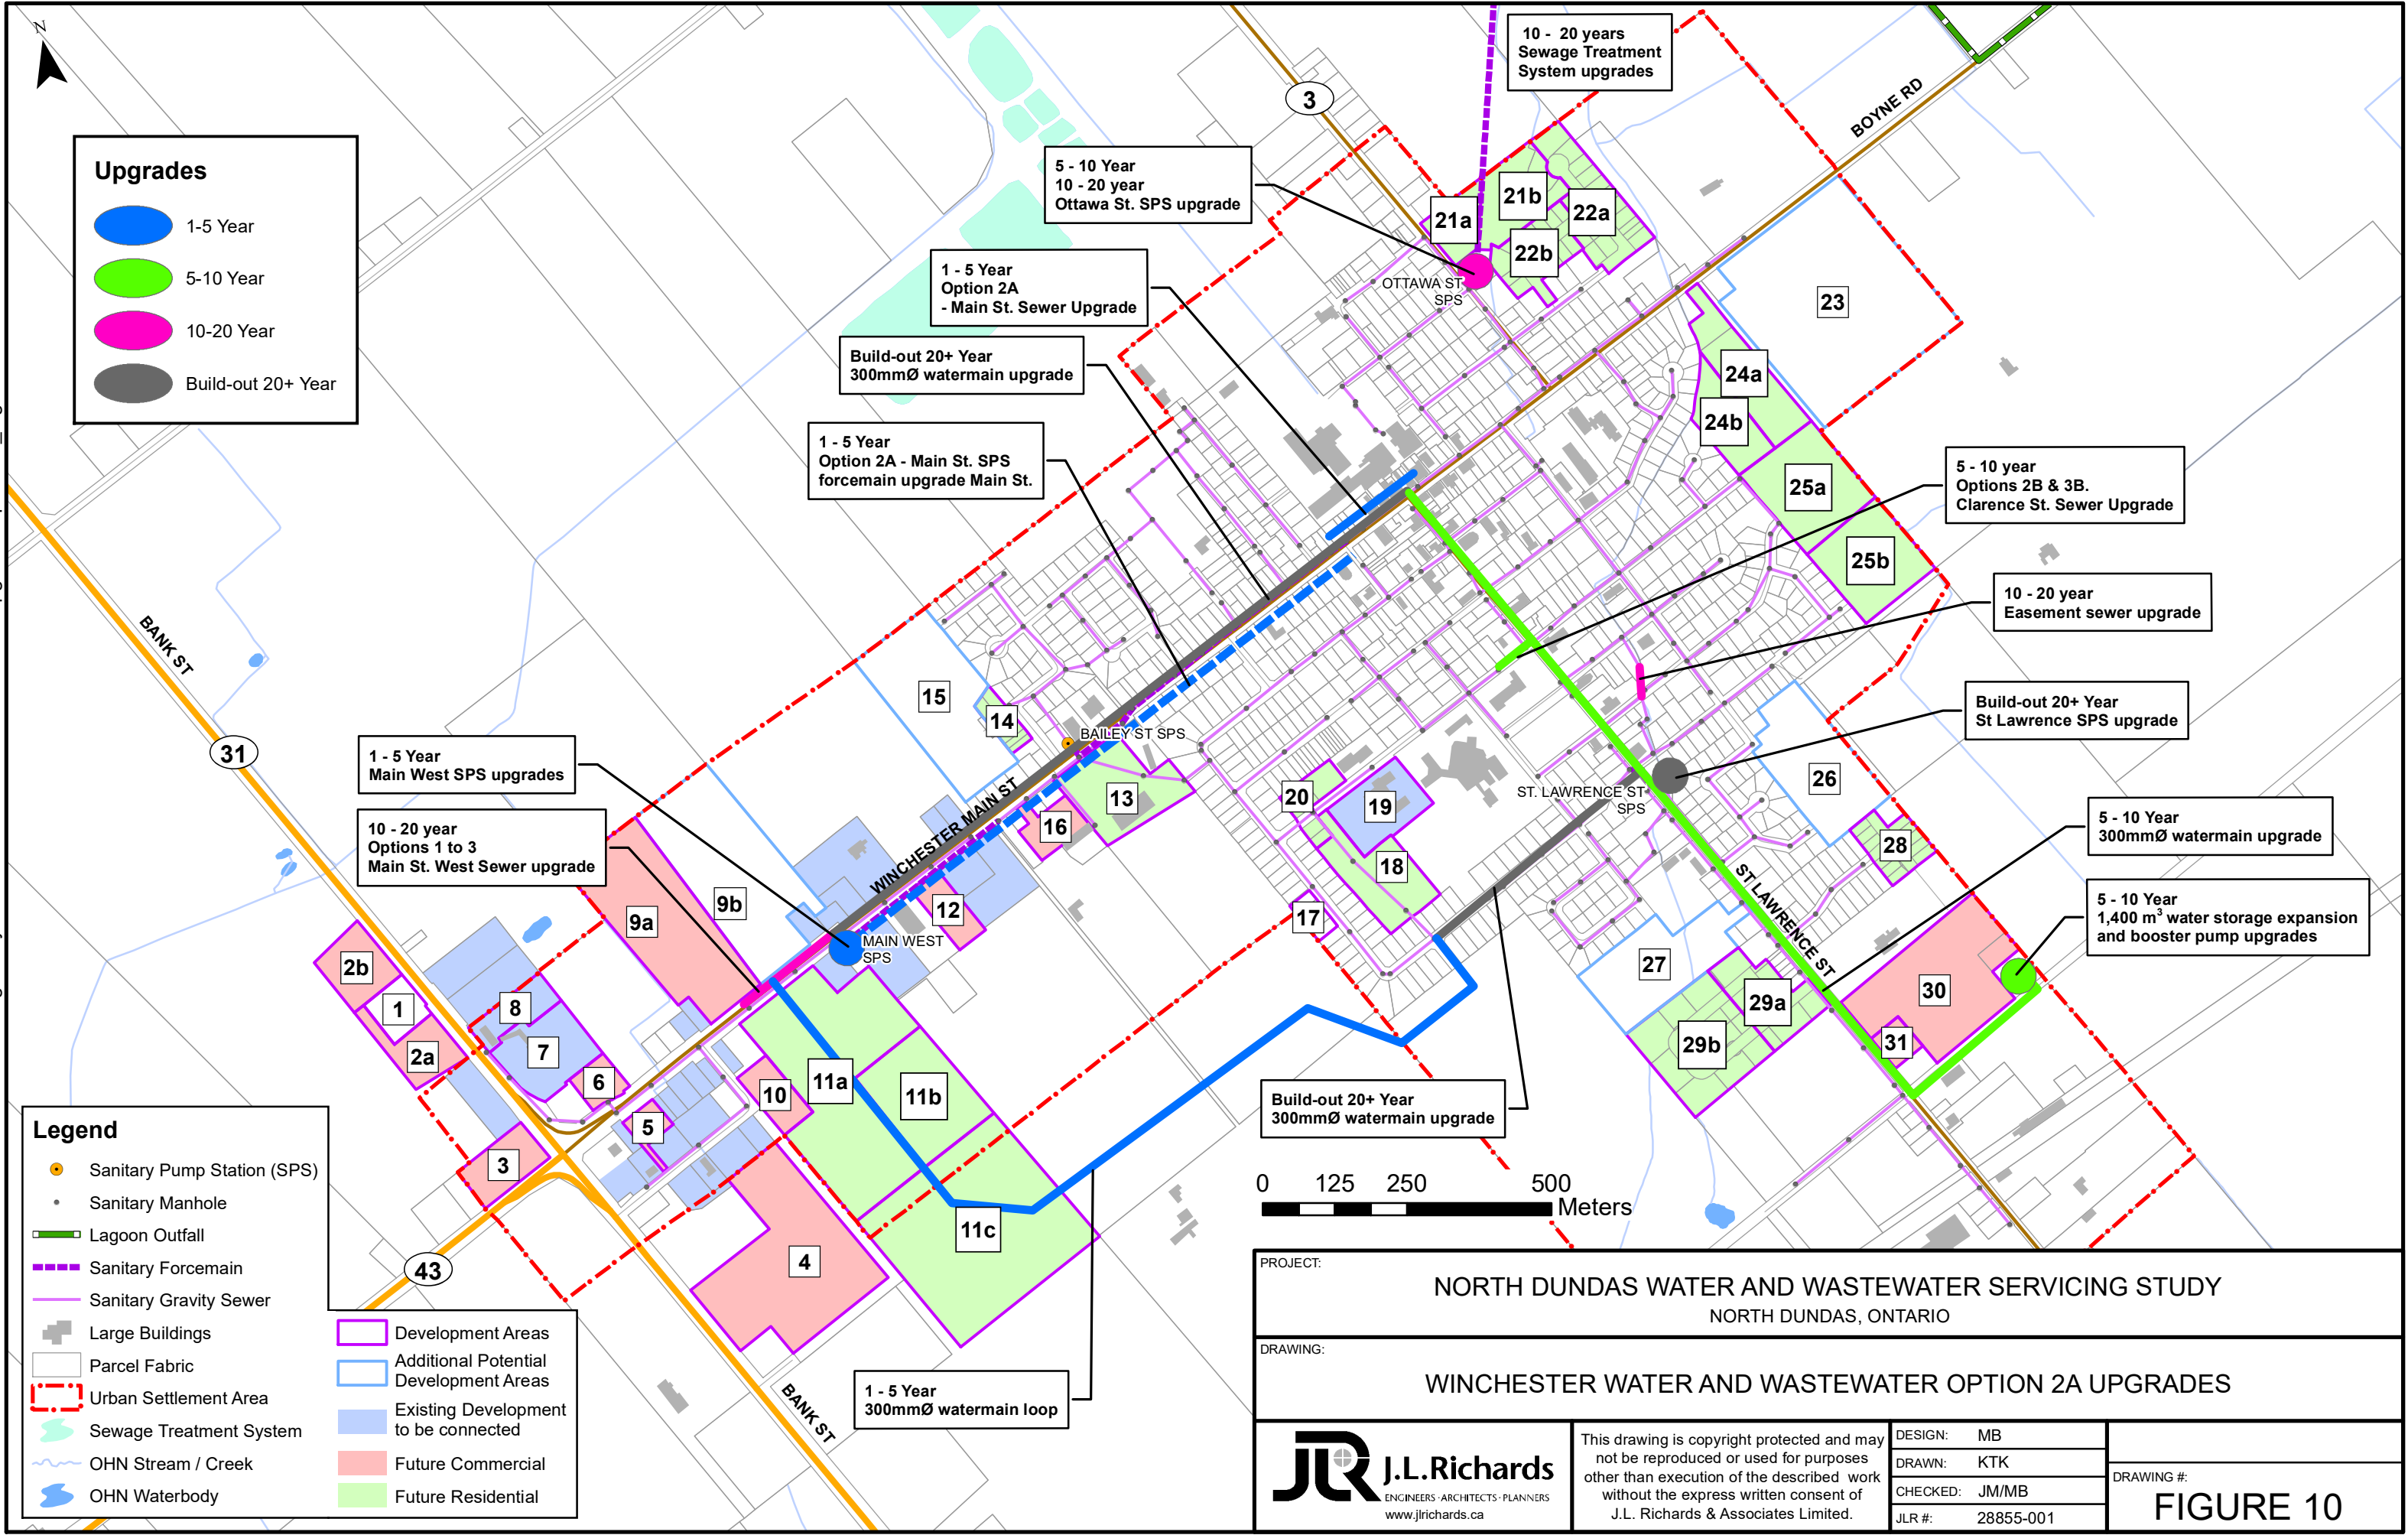 N
Upgrades
1-5 Year
5-10 Year
10-20 Year
Build-out 20+ Year
10 - 20 years
Sewage Treatment
System upgrades
5 - 10 Year
10 - 20 year
Ottawa St. SPS upgrade
1 - 5 Year
Option 2A
- Main St. Sewer Upgrade
Build-out 20+ Year
300mmØ watermain upgrade
1 - 5 Year
Option 2A - Main St. SPS
forcemain upgrade Main St.
5 - 10 year
Options 2B & 3B.
Clarence St. Sewer Upgrade
10 - 20 year
Easement sewer upgrade
Build-out 20+ Year
St Lawrence SPS upgrade
5 - 10 Year
300mmØ watermain upgrade
5 - 10 Year
1,400 m³ water storage expansion
and booster pump upgrades
1 - 5 Year
Main West SPS upgrades
10 - 20 year
Options 1 to 3
Main St. West Sewer upgrade
Build-out 20+ Year
300mmØ watermain upgrade
1 - 5 Year
300mmØ watermain loop
3
31
43
BOYNE RD
BANK ST
BANK ST
WINCHESTER MAIN ST
ST LAWRENCE ST
OTTAWA ST
SPS
BAILEY ST SPS
MAIN WEST
SPS
ST. LAWRENCE ST
SPS
21a
21b
22a
22b
23
24a
24b
25a
25b
15
14
13
16
20
19
18
17
26
28
27
29a
29b
30
31
12
9a
9b
2b
1
2a
8
7
6
5
3
10
11a
11b
11c
4
0 125 250 500
Meters
Legend
Sanitary Pump Station (SPS)
Sanitary Manhole
Lagoon Outfall
Sanitary Forcemain
Sanitary Gravity Sewer
Large Buildings
Parcel Fabric
Urban Settlement Area
Sewage Treatment System
OHN Stream / Creek
OHN Waterbody
Development Areas
Additional Potential
Development Areas
Existing Development
to be connected
Future Commercial
Future Residential
PROJECT:
NORTH DUNDAS WATER AND WASTEWATER SERVICING STUDY
NORTH DUNDAS, ONTARIO
DRAWING:
WINCHESTER WATER AND WASTEWATER OPTION 2A UPGRADES
JLR J.L.Richards
ENGINEERS · ARCHITECTS · PLANNERS
www.jlrichards.ca
This drawing is copyright protected and may
not be reproduced or used for purposes
other than execution of the described work
without the express written consent of
J.L. Richards & Associates Limited.
DESIGN: MB
DRAWN: KTK
CHECKED: JM/MB
JLR #: 28855-001
DRAWING #:
FIGURE 10